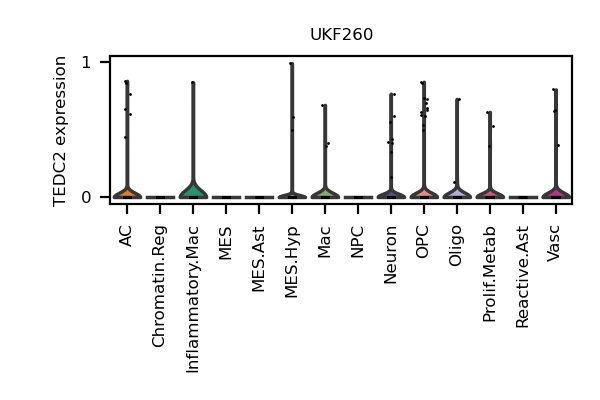 UKF260
TEDC2 expression
1
0
AC
Chromatin.Reg
Inflammatory.Mac
MES
MES.Ast
MES.Hyp
Mac
NPC
Neuron
OPC
Oligo
Prolif.Metab
Reactive.Ast
Vasc